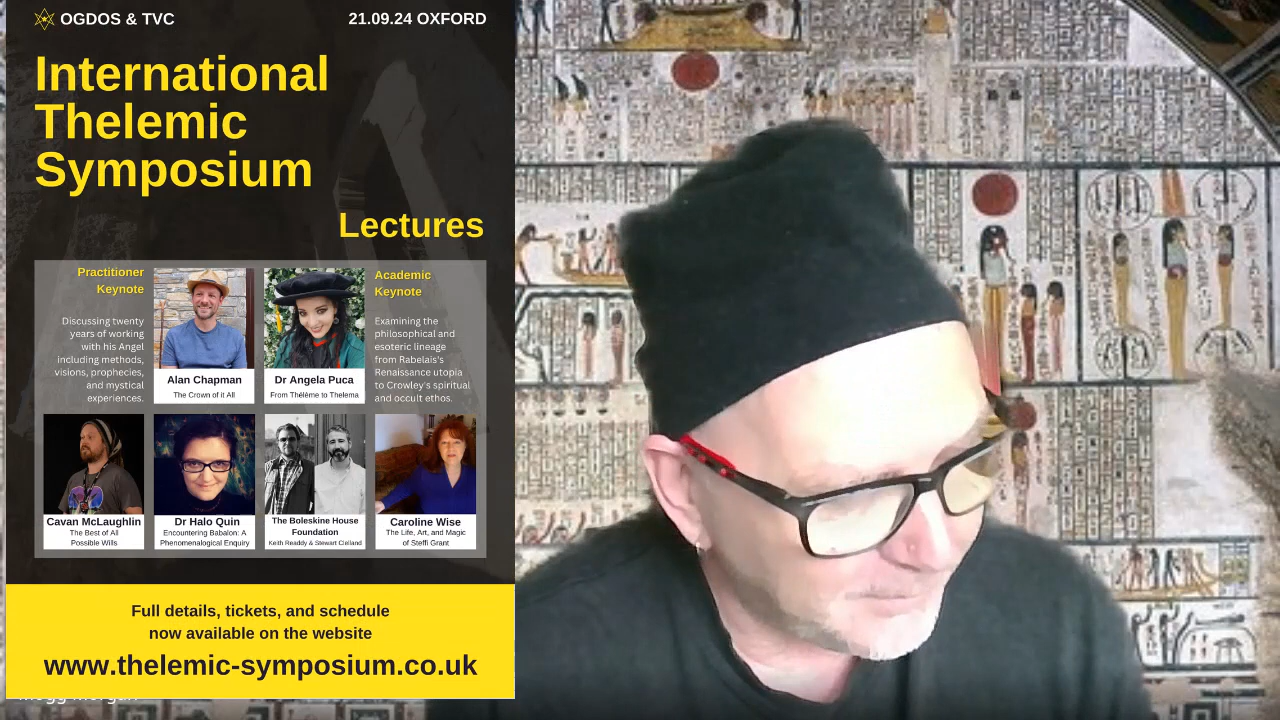 OGDOS & TVC
21.09.24 OXFORD
International
Thelemic
Symposium
Lectures
Practitioner
Keynote
Discussing twenty
years of working
with his Angel
including methods,
visions, prophecies,
and mystical
experiences.
Alan Chapman
The Crown of it All
Dr Angela Puca
From Thélème to Thelema
Academic
Keynote
Examining the
philosophical and
esoteric lineage
from Rabelais's
Renaissance utopia
to Crowley's spiritual
and occult ethos.
Cavan McLaughlin
The Best of All
Possible Wills
Dr Halo Quin
Encountering Babalon: A
Phenomenological Enquiry
The Boleskine House
Foundation
Keith Readdy & Stewart Clelland
Caroline Wise
The Life, Art, and Magic
of Steffi Grant
Full details, tickets, and schedule
now available on the website
www.thelemic-symposium.co.uk